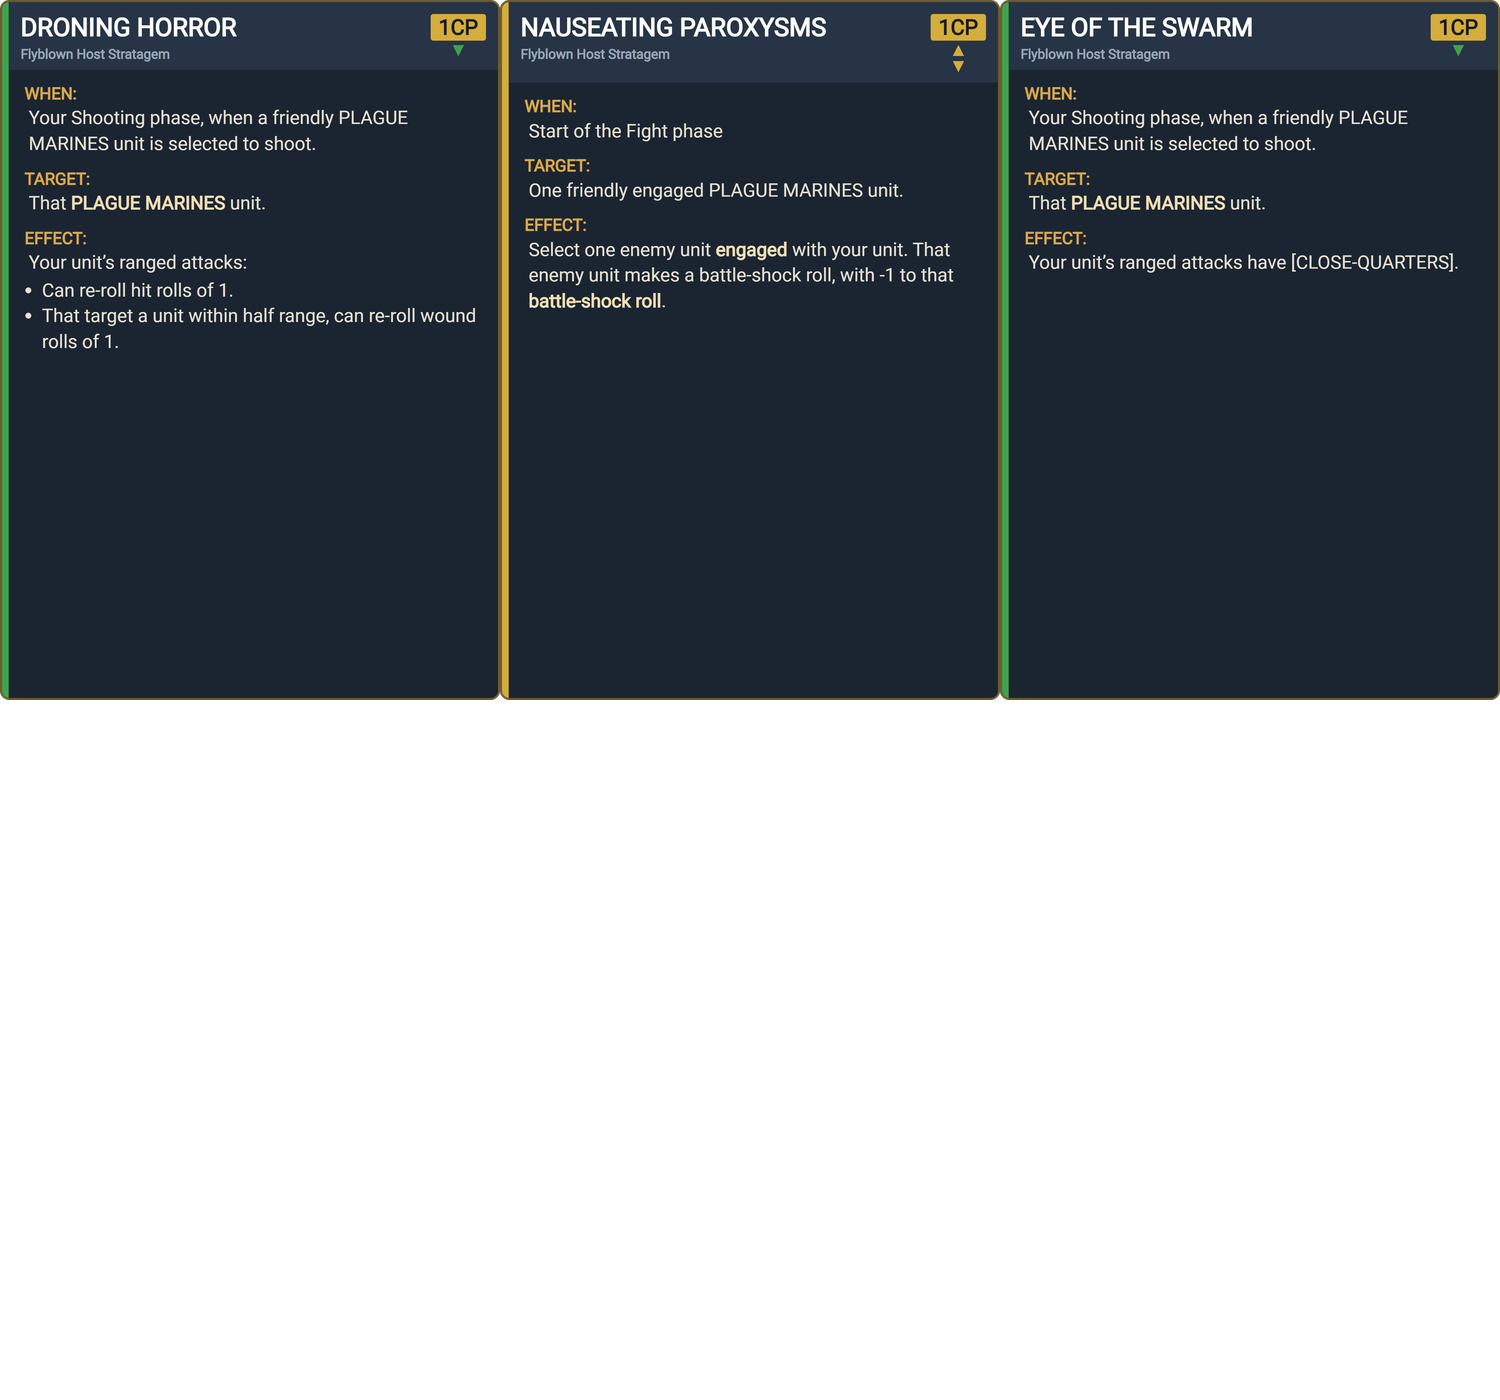 DRONING HORROR
1CP
Flyblown Host Stratagem
▼
WHEN:
Your Shooting phase, when a friendly PLAGUE
MARINES unit is selected to shoot.
TARGET:
That PLAGUE MARINES unit.
EFFECT:
Your unit’s ranged attacks:
• Can re-roll hit rolls of 1.
• That target a unit within half range, can re-roll wound
rolls of 1.
NAUSEATING PAROXYSMS
1CP
Flyblown Host Stratagem
▲
▼
WHEN:
Start of the Fight phase
TARGET:
One friendly engaged PLAGUE MARINES unit.
EFFECT:
Select one enemy unit engaged with your unit. That
enemy unit makes a battle-shock roll, with -1 to that
battle-shock roll.
EYE OF THE SWARM
1CP
Flyblown Host Stratagem
▼
WHEN:
Your Shooting phase, when a friendly PLAGUE
MARINES unit is selected to shoot.
TARGET:
That PLAGUE MARINES unit.
EFFECT:
Your unit’s ranged attacks have [CLOSE-QUARTERS].